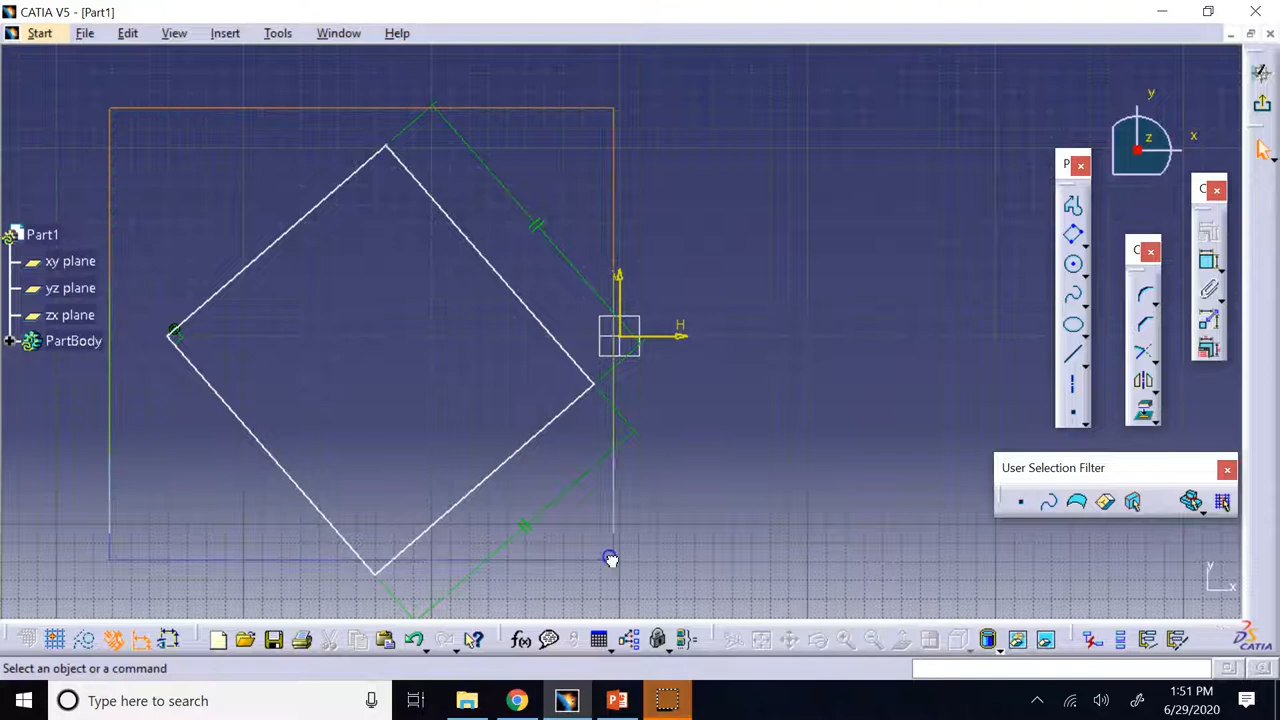 CATIA V5 - [Part1]
Start File Edit View Insert Tools Window Help
y
x
z
P
C
C
Part1
xy plane
yz plane
zx plane
PartBody
H
User Selection Filter
y
x
f(x)
CATIA
Select an object or a command
Type here to search
1:51 PM
6/29/2020